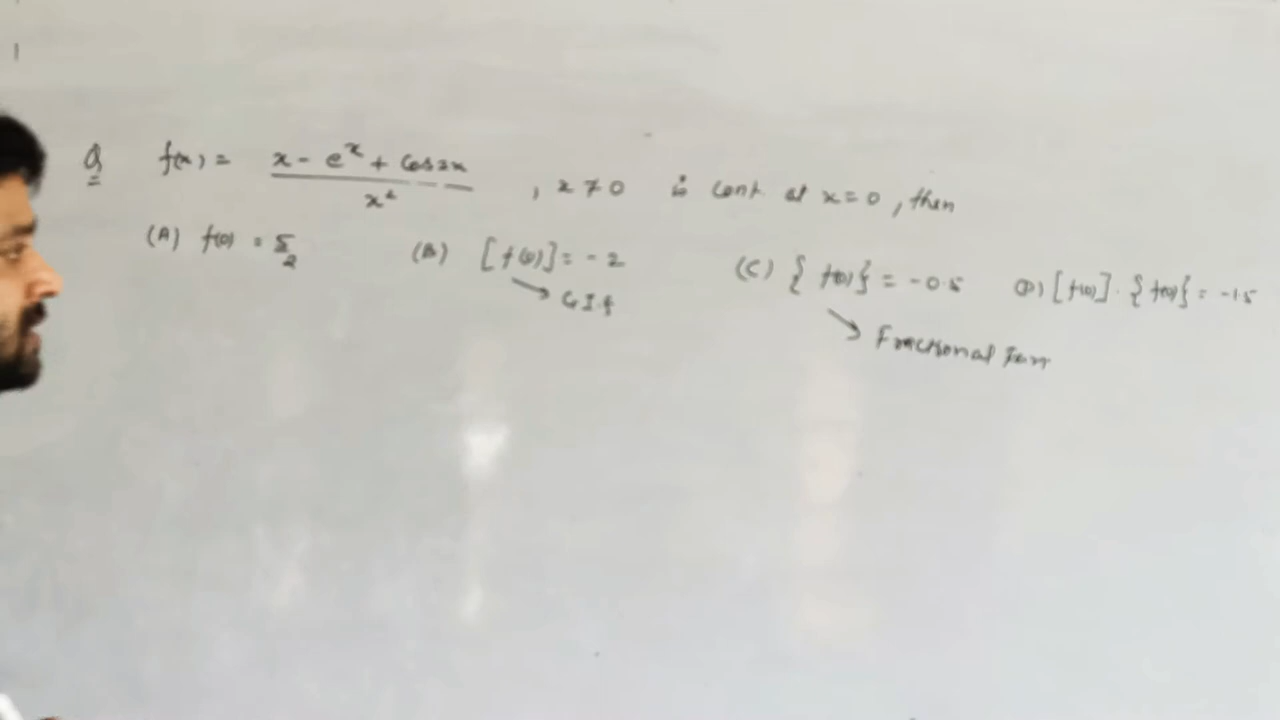 Q f(x) = x - e^x + Cos2x / x² , x ≠ 0 is cont. at x = 0 , then
(A) f(0) = 5/2 (B) [f(0)] = -2 (C) { f(0)} = -0.5 (D) [f(0)] . { f(0)} = -1.5
G.I.f
Fractional Part